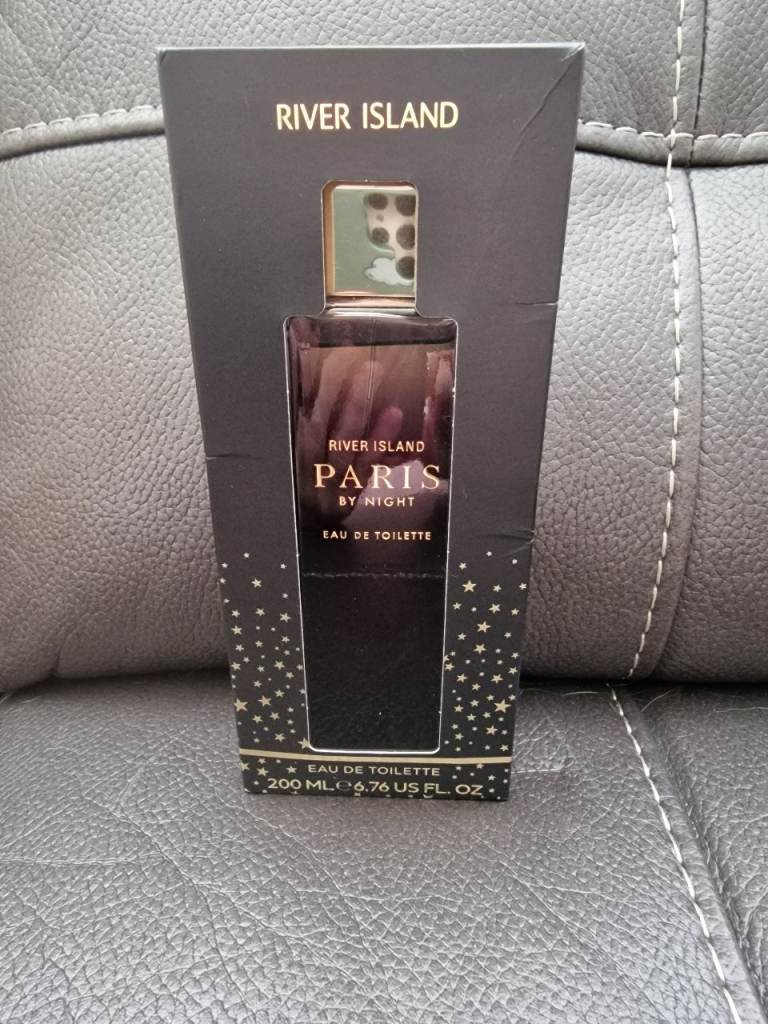 RIVER ISLAND
RIVER ISLAND
PARIS
BY NIGHT
EAU DE TOILETTE
EAU DE TOILETTE
200 ML ℮ 6.76 US FL. OZ